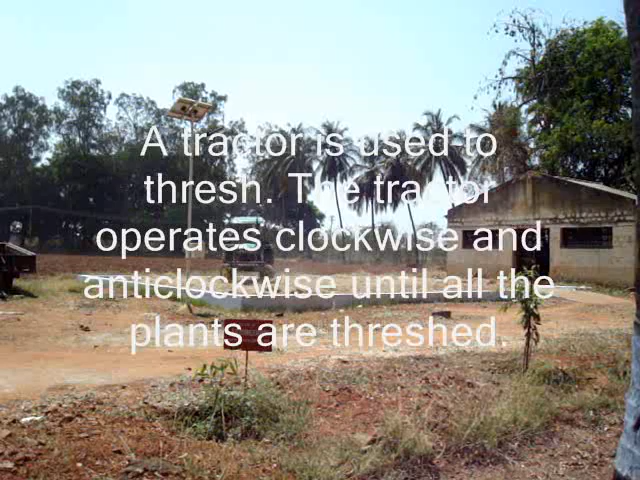 A tractor is used to
thresh. The tractor
operates clockwise and
anticlockwise until all the
plants are threshed.